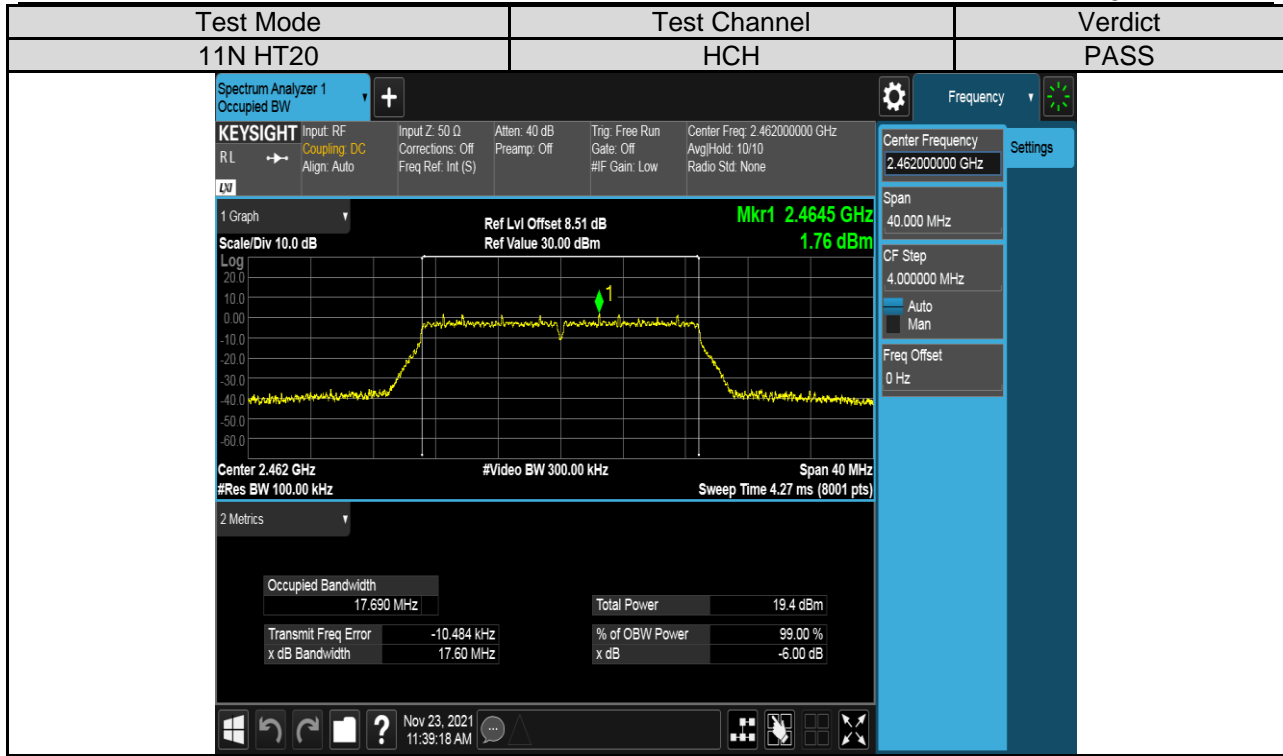 Test Mode Test Channel Verdict
11N HT20 HCH PASS
Spectrum Analyzer 1
Occupied BW
+
Frequency
KEYSIGHT Input: RF Input Z: 50 Ω Atten: 40 dB Trig: Free Run Center Freq: 2.462000000 GHz
Coupling: DC Corrections: Off Preamp: Off Gate: Off Avg|Hold: 10/10
RL Align: Auto Freq Ref: Int (S) #IF Gain: Low Radio Std: None
LXI
Center Frequency
2.462000000 GHz
Settings
Span
40.000 MHz
CF Step
4.000000 MHz
Auto
Man
Freq Offset
0 Hz
1 Graph Ref Lvl Offset 8.51 dB Mkr1 2.4645 GHz
Scale/Div 10.0 dB Ref Value 30.00 dBm 1.76 dBm
Log
20.0
10.0
1
0.00
-10.0
-20.0
-30.0
-40.0
-50.0
-60.0
Center 2.462 GHz #Video BW 300.00 kHz Span 40 MHz
#Res BW 100.00 kHz Sweep Time 4.27 ms (8001 pts)
2 Metrics
Occupied Bandwidth
17.690 MHz Total Power 19.4 dBm
Transmit Freq Error -10.484 kHz % of OBW Power 99.00 %
x dB Bandwidth 17.60 MHz x dB -6.00 dB
? Nov 23, 2021
11:39:18 AM